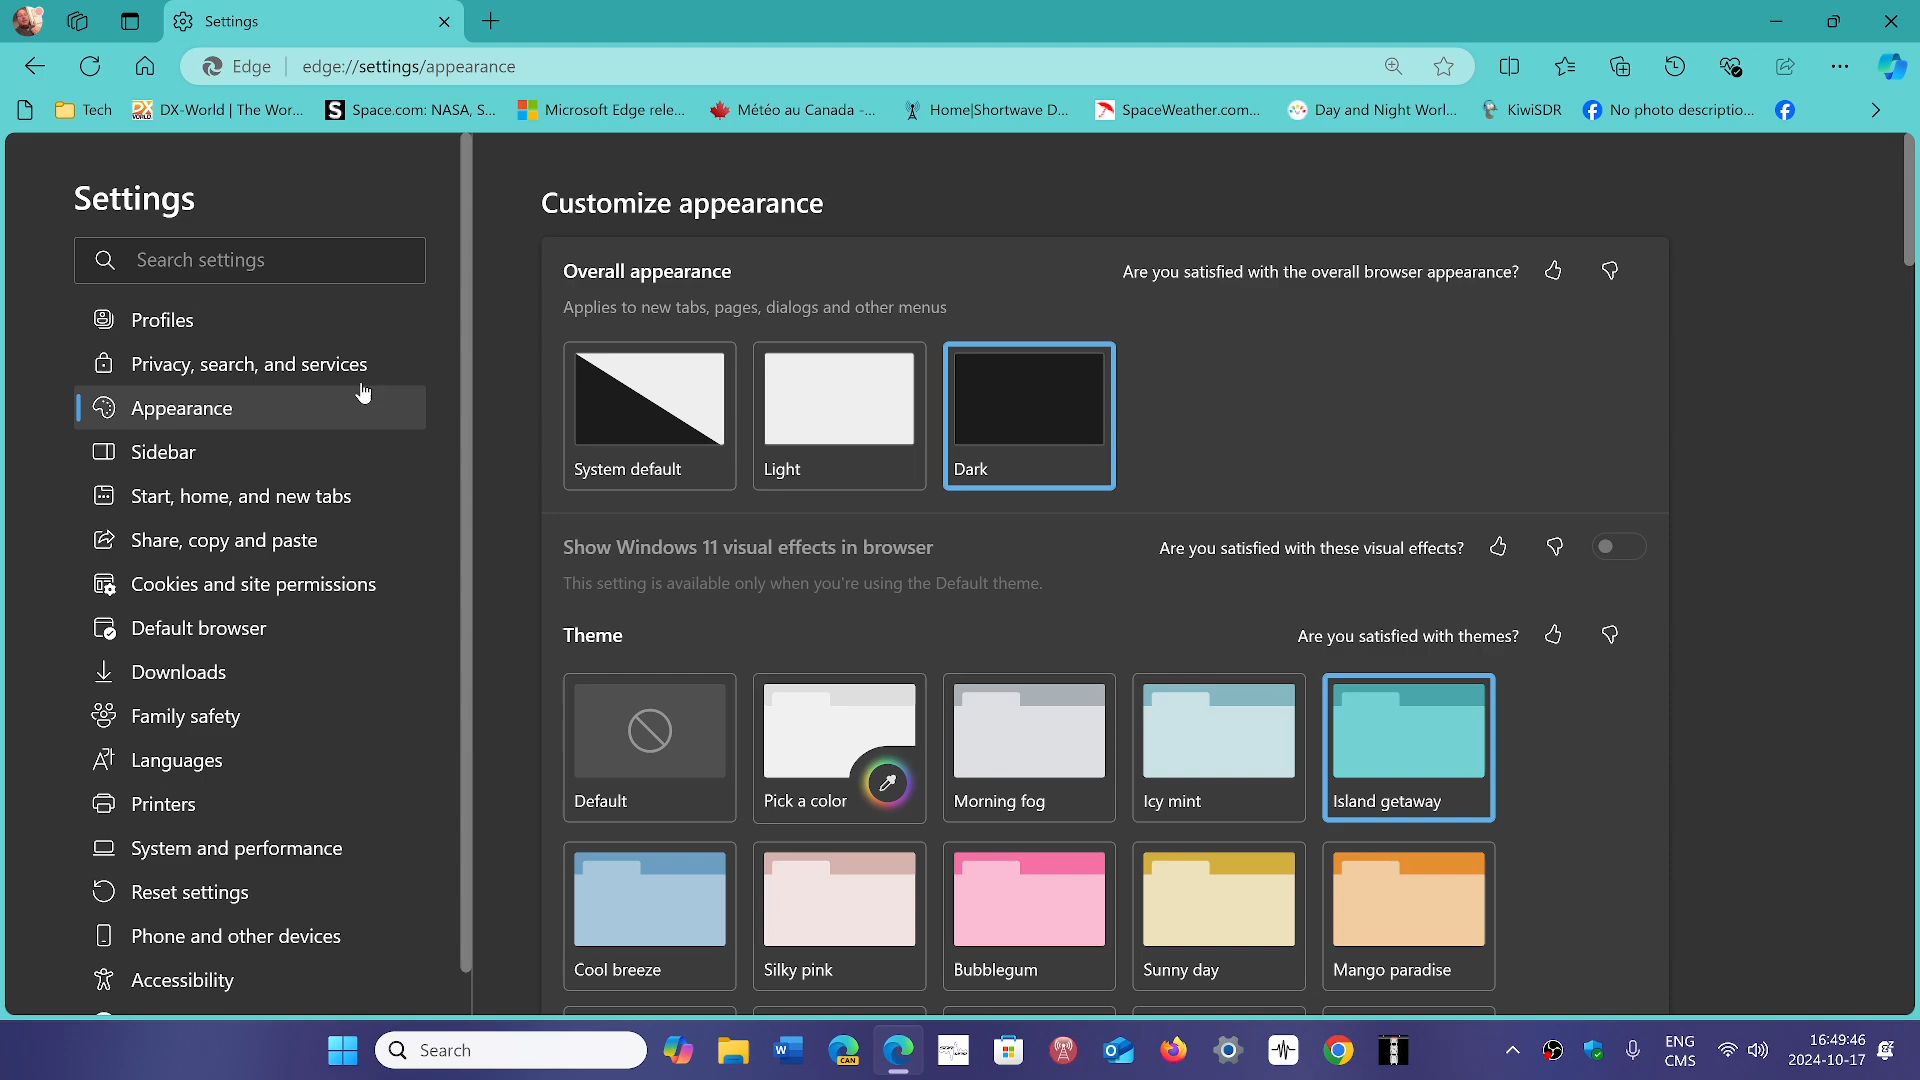 Settings
Edge edge://settings/appearance
Tech DX-World | The Wor... Space.com: NASA, S... Microsoft Edge rele... Météo au Canada -... Home|Shortwave D... SpaceWeather.com... Day and Night Worl... KiwiSDR No photo descriptio...
Settings
Search settings
Profiles
Privacy, search, and services
Appearance
Sidebar
Start, home, and new tabs
Share, copy and paste
Cookies and site permissions
Default browser
Downloads
Family safety
Languages
Printers
System and performance
Reset settings
Phone and other devices
Accessibility
Customize appearance
Overall appearance
Are you satisfied with the overall browser appearance?
Applies to new tabs, pages, dialogs and other menus
System default Light Dark
Show Windows 11 visual effects in browser
Are you satisfied with these visual effects?
This setting is available only when you're using the Default theme.
Theme
Are you satisfied with themes?
Default Pick a color Morning fog Icy mint Island getaway
Cool breeze Silky pink Bubblegum Sunny day Mango paradise
Search
CAN
ENG
CMS
16:49:46
2024-10-17